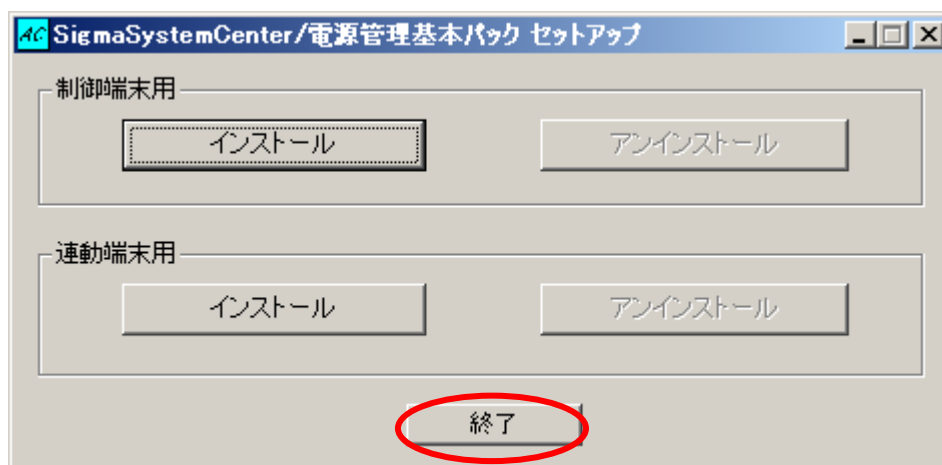 AC SigmaSystemCenter/電源管理基本パック セットアップ
制御端末用
インストール アンインストール
連動端末用
インストール アンインストール
終了